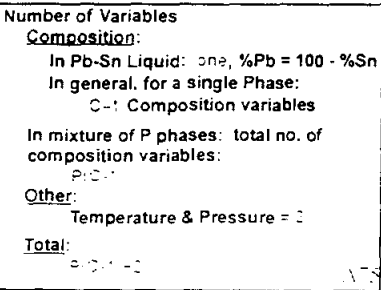 Number of Variables
Composition:
In Pb-Sn Liquid: one, %Pb = 100 - %Sn
In general. for a single Phase:
C-1 Composition variables
In mixture of P phases: total no. of
composition variables:
Other:
Temperature & Pressure =
Total: